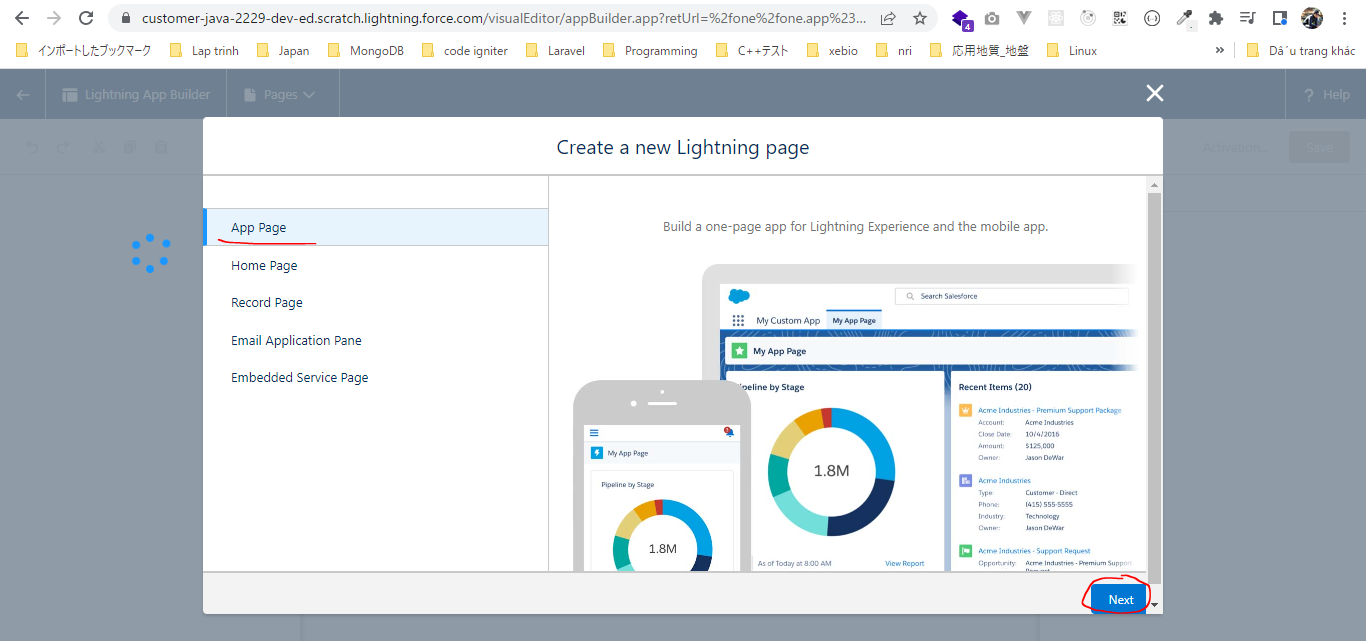 customer-java-2229-dev-ed.scratch.lightning.force.com/visualEditor/appBuilder.app?retUrl=%2fone%2fone.app%23...
4
インポートしたブックマーク
Lap trinh
Japan
MongoDB
code igniter
Laravel
Programming
C++テスト
xebio
nri
応用地質_地盤
Linux
»
Dấu trang khác
Lightning App Builder
Pages
? Help
Activation...
Save
Create a new Lightning page
App Page
Home Page
Record Page
Email Application Pane
Embedded Service Page
Build a one-page app for Lightning Experience and the mobile app.
Search Salesforce
My Custom App
My App Page
My App Page
Pipeline by Stage
1.8M
As of Today at 8:00 AM
View Report
Recent Items (20)
Acme Industries - Premium Support Package
Account: Acme Industries
Close Date: 10/4/2016
Amount: $125,000
Owner: Jason DeWar
Acme Industries
Type: Customer - Direct
Phone: (415) 555-5555
Industry: Technology
Owner: Jason DeWar
Acme Industries - Support Request
Opportunity: Acme Industries - Premium Support
My App Page
Pipeline by Stage
1.8M
Next